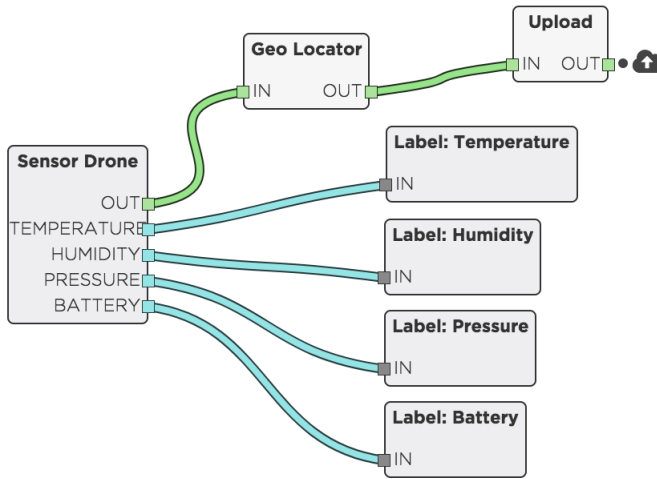 Upload
IN OUT
Geo Locator
IN OUT
Sensor Drone
OUT
TEMPERATURE
HUMIDITY
PRESSURE
BATTERY
Label: Temperature
IN
Label: Humidity
IN
Label: Pressure
IN
Label: Battery
IN